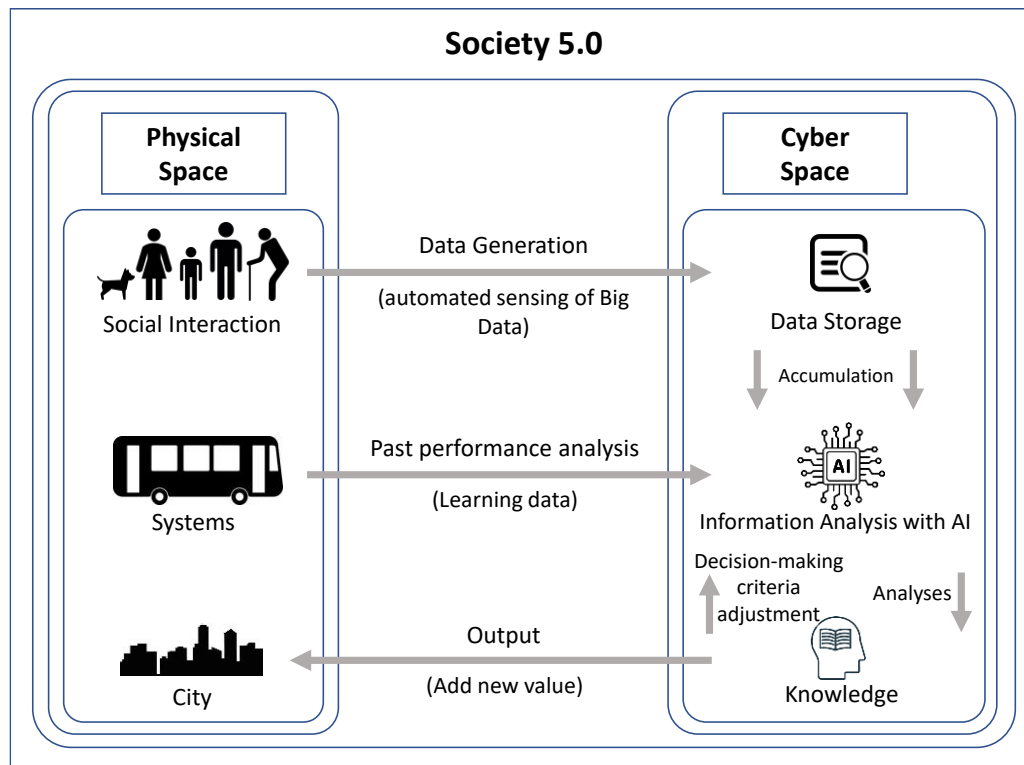 Society 5.0
Physical
Space
Cyber
Space
Social Interaction
Data Generation
(automated sensing of Big
Data)
Data Storage
Accumulation
Systems
Past performance analysis
(Learning data)
AI
Information Analysis with AI
Decision-making
criteria
adjustment
Analyses
City
Output
(Add new value)
Knowledge